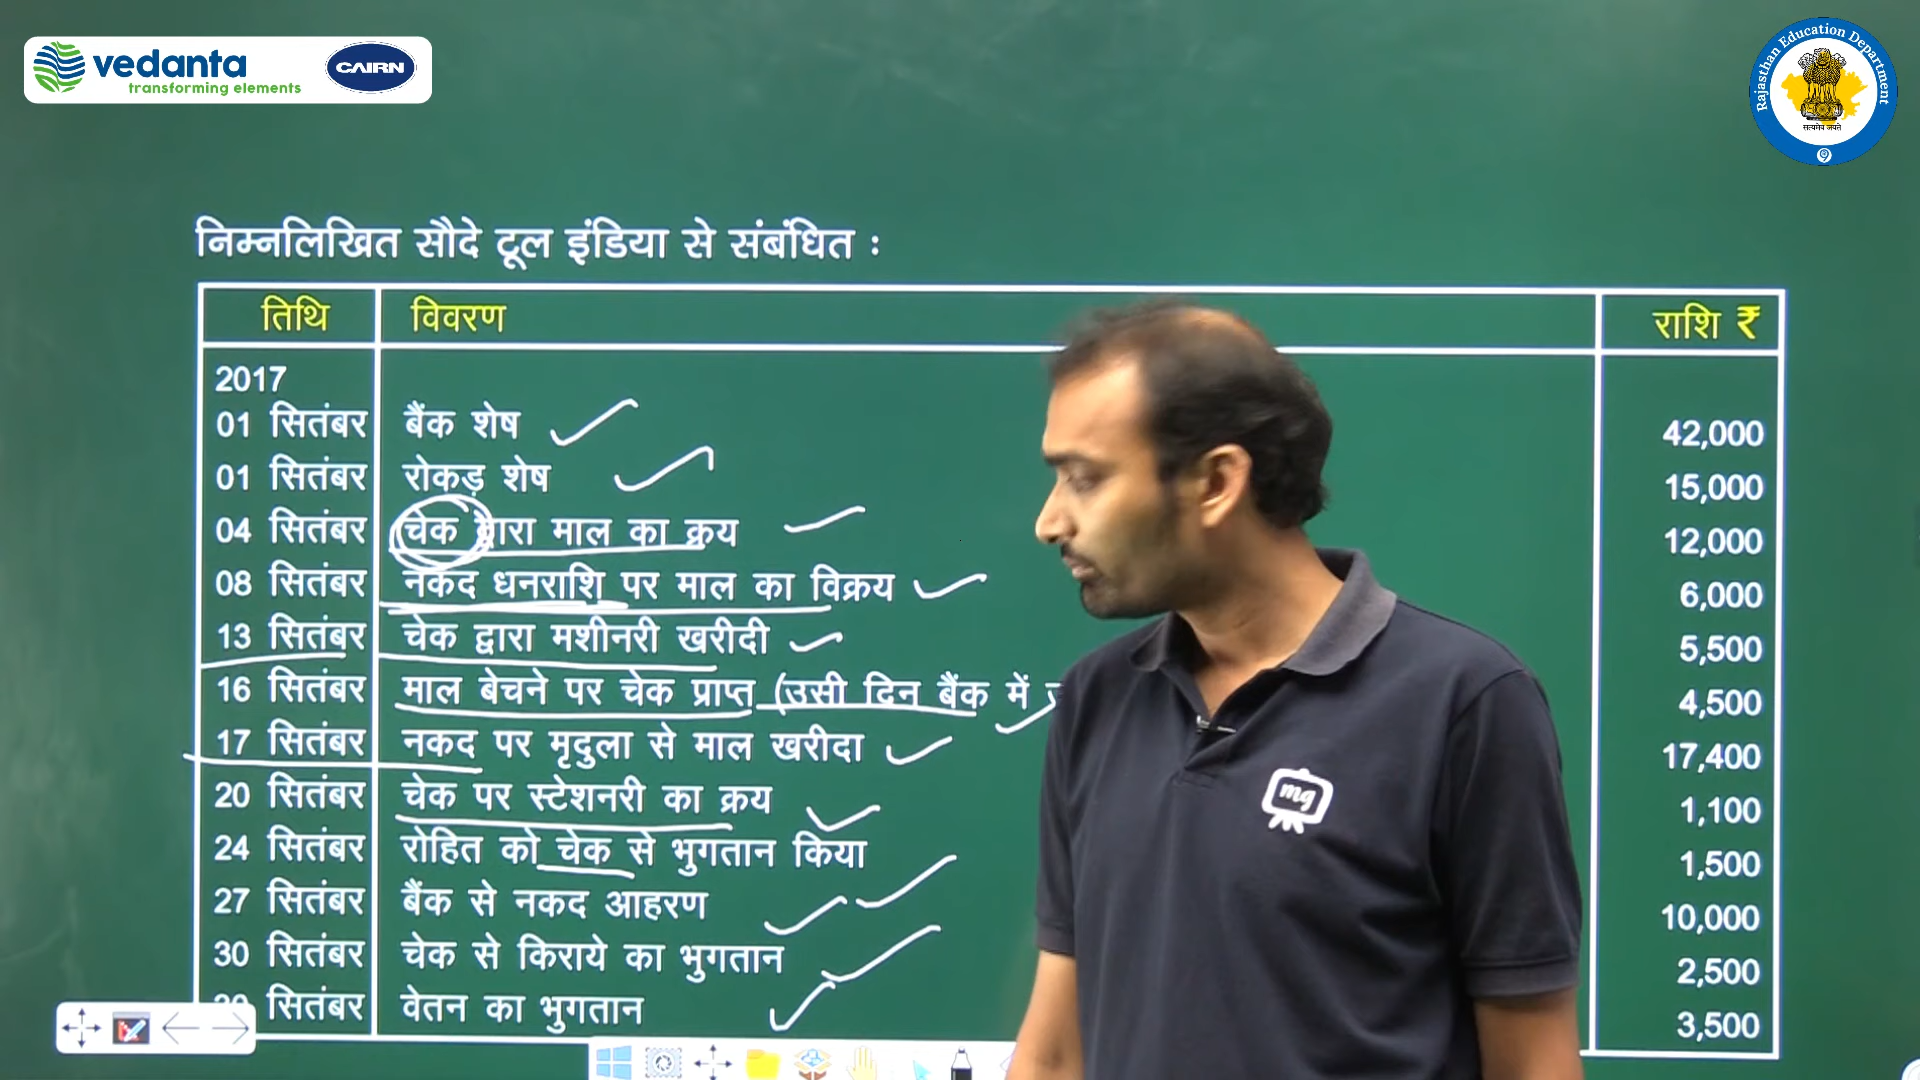 vedanta
transforming elements
CAIRN
Rajasthan Education Department
सत्यमेव जयते
निम्नलिखित सौदे टूल इंडिया से संबंधित :
तिथि विवरण राशि ₹
2017
01 सितंबर बैंक शेष 42,000
01 सितंबर रोकड़ शेष 15,000
04 सितंबर चेक द्वारा माल का क्रय 12,000
08 सितंबर नकद धनराशि पर माल का विक्रय 6,000
13 सितंबर चेक द्वारा मशीनरी खरीदी 5,500
16 सितंबर माल बेचने पर चेक प्राप्त (उसी दिन बैंक में 4,500
17 सितंबर नकद पर मृदुला से माल खरीदा 17,400
20 सितंबर चेक पर स्टेशनरी का क्रय 1,100
24 सितंबर रोहित को चेक से भुगतान किया 1,500
27 सितंबर बैंक से नकद आहरण 10,000
30 सितंबर चेक से किराये का भुगतान 2,500
सितंबर वेतन का भुगतान 3,500
mg